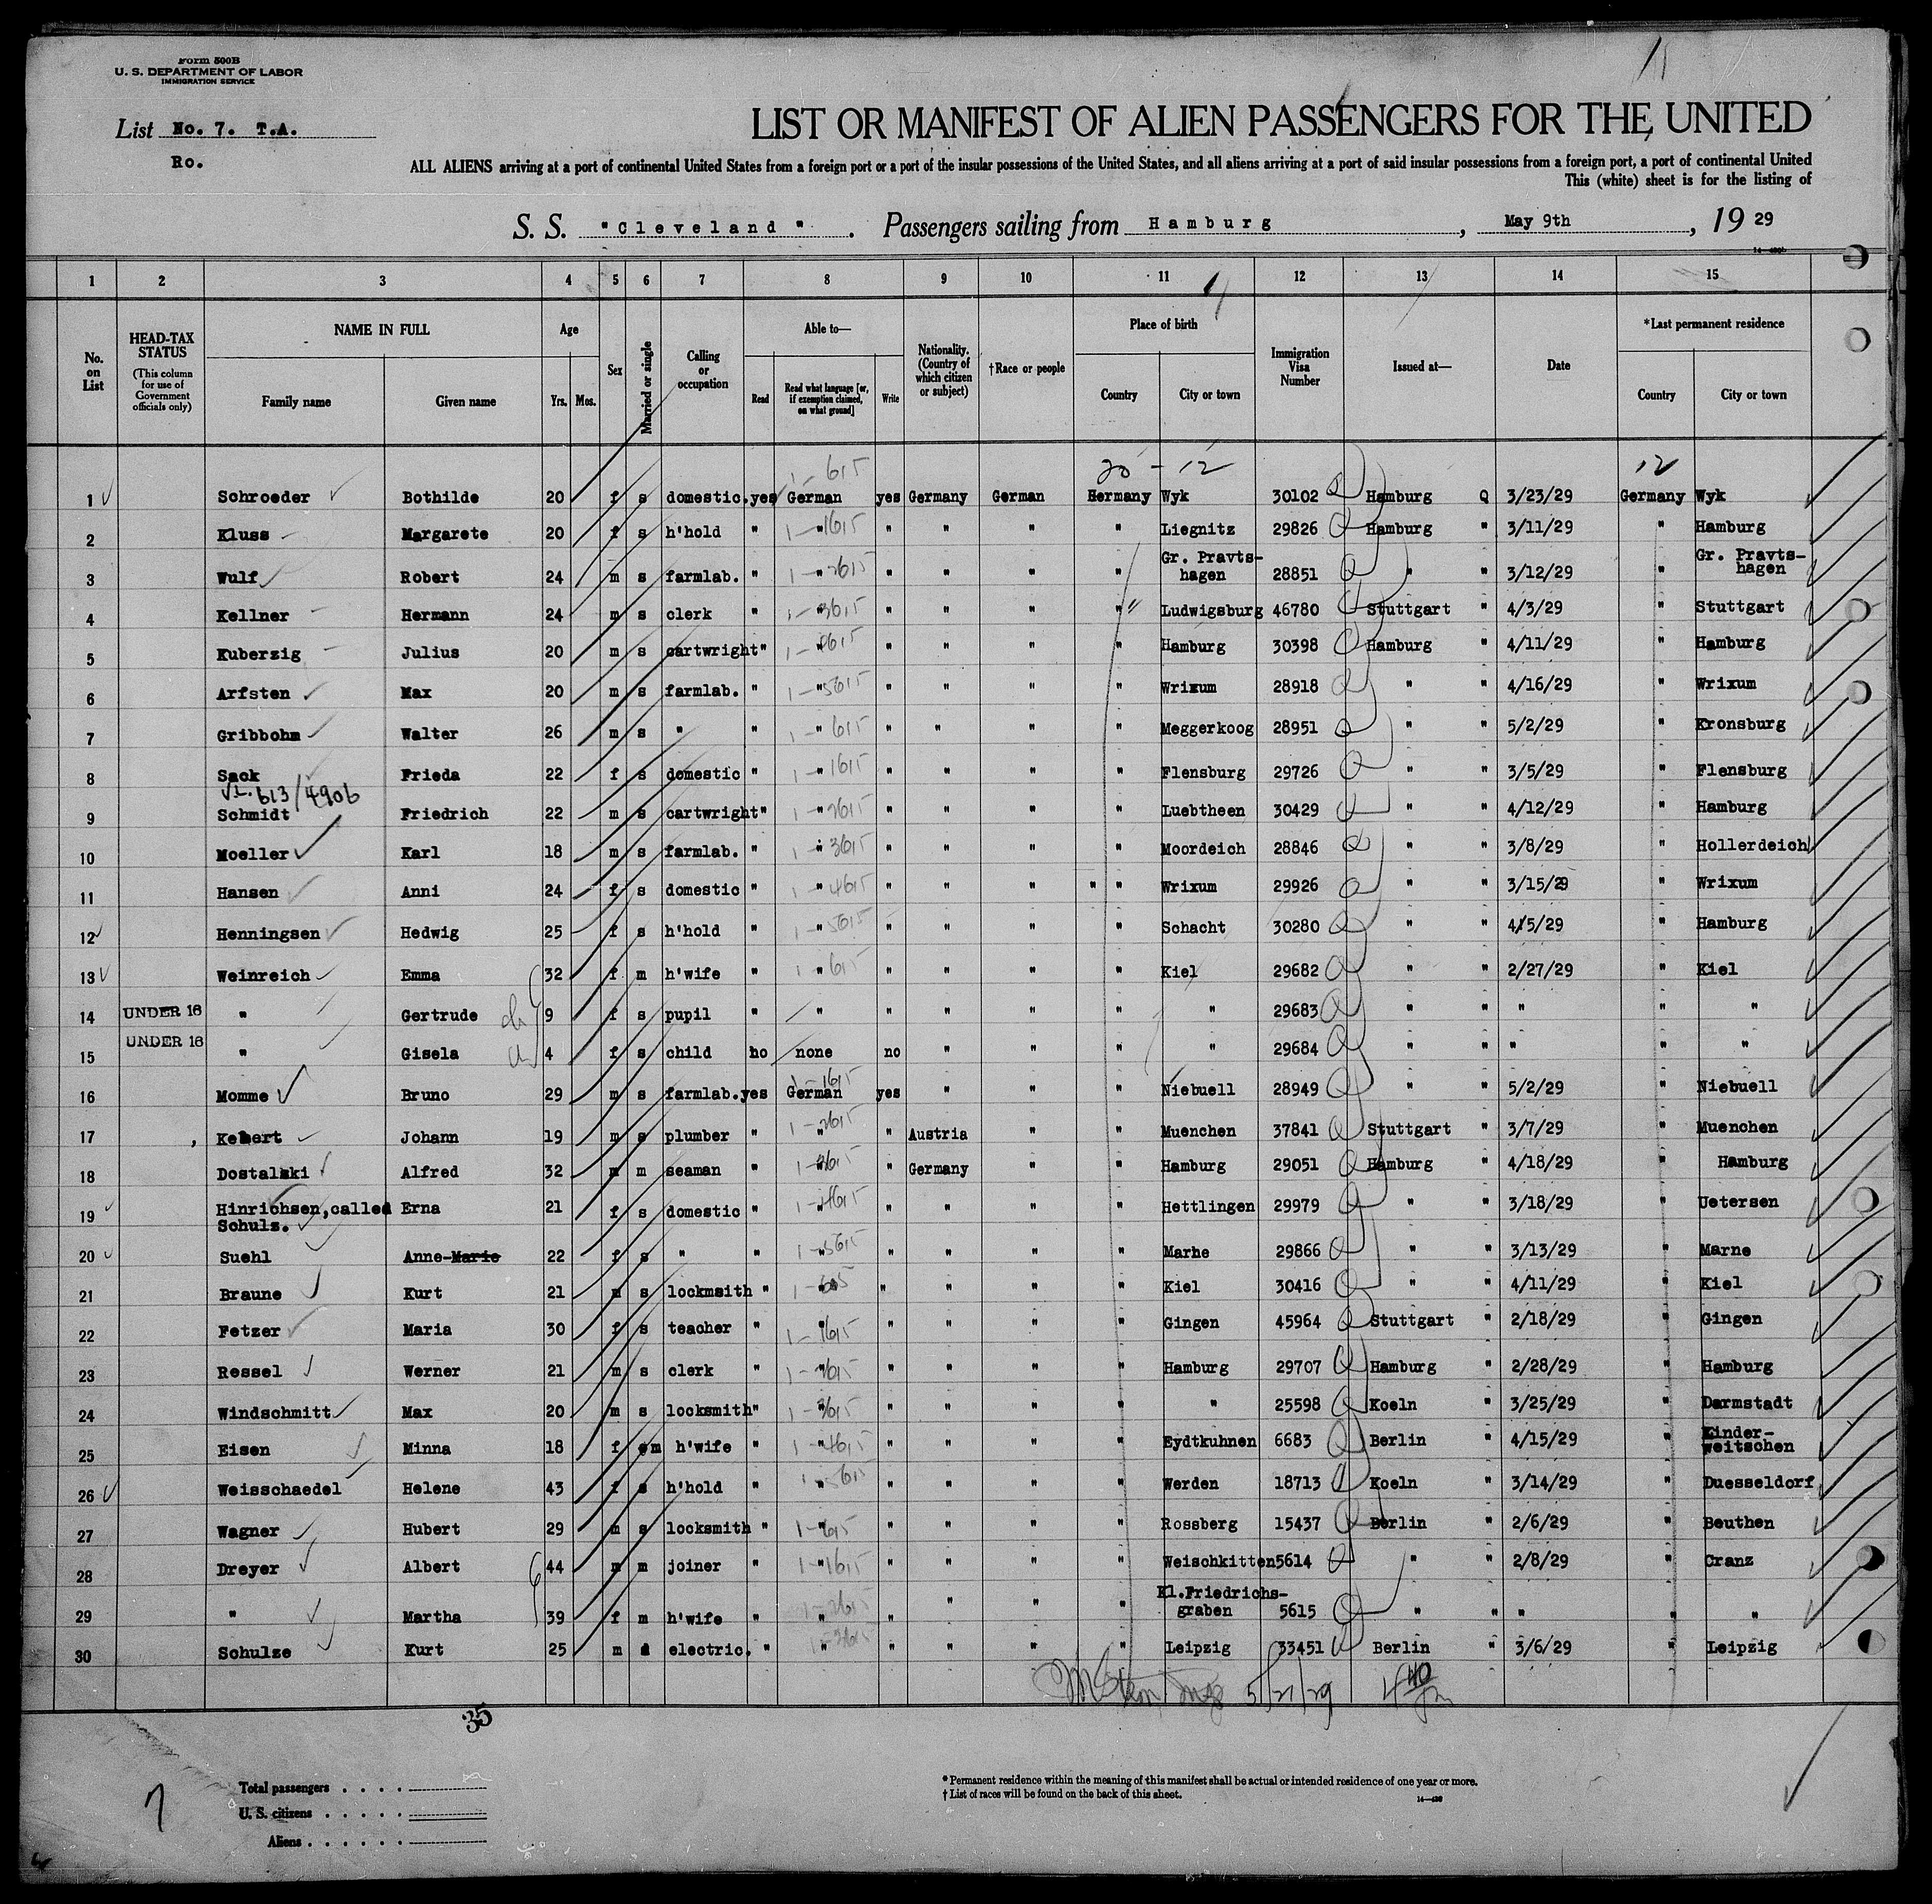 Form 500B
U. S. DEPARTMENT OF LABOR
IMMIGRATION SERVICE
List No. 7. T.A.
Ro.
LIST OR MANIFEST OF ALIEN PASSENGERS FOR THE UNITED
ALL ALIENS arriving at a port of continental United States from a foreign port or a port of the insular possessions of the United States, and all aliens arriving at a port of said insular possessions from a foreign port, a port of continental United
This (white) sheet is for the listing of
S. S. "Cleveland". Passengers sailing from Hamburg, May 9th, 1929
1 2 3 4 5 6 7 8 9 10 11 12 13 14 15
No. on List
HEAD-TAX STATUS (This column for use of Government officials only)
NAME IN FULL
Family name Given name
Age
Yrs. Mos.
Sex
Married or single
Calling or occupation
Able to—
Read Read what language [or, if exemption claimed, on what ground] Write
Nationality. (Country of which citizen or subject)
†Race or people
Place of birth
Country City or town
Immigration Visa Number
Issued at—
Date
*Last permanent residence
Country City or town
20 - 12 12
1 Schroeder Bothilde 20 f s domestic. yes German yes Germany German Hermany Wyk 30102 Hamburg Q 3/23/29 Germany Wyk
2 Kluss Margarete 20 f s h'hold " " " " " " Liegnitz 29826 Hamburg " 3/11/29 " Hamburg
3 Wulf Robert 24 m s farmlab. " " " " " " Gr. Pravts-hagen 28851 " " 3/12/29 " Gr. Pravts-hagen
4 Kellner Hermann 24 m s clerk " " " " " " Ludwigsburg 46780 Stuttgart " 4/3/29 " Stuttgart
5 Kuberzig Julius 20 m s cartwright " " " " " " Hamburg 30398 Hamburg " 4/11/29 " Hamburg
6 Arfsten Max 20 m s farmlab. " " " " " " Wrixum 28918 " " 4/16/29 " Wrixum
7 Gribbohm Walter 26 m s " " " " " " " Meggerkoog 28951 " " 5/2/29 " Kronsburg
8 Sack Frieda 22 f s domestic " " " " " " Flensburg 29726 " " 3/5/29 " Flensburg
613/4906
9 Schmidt Friedrich 22 m s cartwright " " " " " " Luebtheen 30429 " " 4/12/29 " Hamburg
10 Moeller Karl 18 m s farmlab. " " " " " " Moordeich 28846 " " 3/8/29 " Hollerdeich
11 Hansen Anni 24 f s domestic " " " " " " " Wrixum 29926 " " 3/15/29 " Wrixum
12 Henningsen Hedwig 25 f s h'hold " " " " " " Schacht 30280 " " 4/5/29 " Hamburg
13 Weinreich Emma 32 f m h'wife " " " " " " Kiel 29682 " " 2/27/29 " Kiel
14 UNDER 16 " Gertrude 9 f s pupil " " " " " " " 29683 " " " " "
15 UNDER 16 " Gisela 4 f s child no none no " " " " 29684 " " " " "
16 Momme Bruno 29 m s farmlab. yes German yes " " " Niebuell 28949 " " 5/2/29 " Niebuell
17 Kehert Johann 19 m s plumber " " " Austria " " Muenchen 37841 Stuttgart " 3/7/29 " Muenchen
18 Dostalski Alfred 32 m m seaman " " " Germany " " Hamburg 29051 Hamburg " 4/18/29 " Hamburg
19 Hinrichsen, called Schulz. Erna 21 f s domestic " " " " " " Hettlingen 29979 " " 3/18/29 " Uetersen
20 Suehl Anne-Marie 22 f s " " " " " " " Marne 29866 " " 3/13/29 " Marne
21 Braune Kurt 21 m s lockmsith " " " " " " Kiel 30416 " " 4/11/29 " Kiel
22 Fetzer Maria 30 f s teacher " " " " " " Gingen 45964 Stuttgart " 2/18/29 " Gingen
23 Ressel Werner 21 m s clerk " " " " " " Hamburg 29707 Hamburg " 2/28/29 " Hamburg
24 Windschmitt Max 20 m s locksmith " " " " " " " 25598 Koeln " 3/25/29 " Darmstadt
25 Eisen Minna 18 f m h'wife " " " " " " Eydtkuhnen 6683 Berlin " 4/15/29 " Kinder-weitschen
26 Weisschaedel Helene 43 f s h'hold " " " " " " Werden 18713 Koeln " 3/14/29 " Duesseldorf
27 Wagner Hubert 29 m s locksmith " " " " " " Rossberg 15437 Berlin " 2/6/29 " Beuthen
28 Dreyer Albert 44 m m joiner " " " " " " Weischkitten 5614 " " 2/8/29 " Cranz
29 " Martha 39 f m h'wife " " " " " " Kl.Friedrichs-graben 5615 " " " " "
30 Schulze Kurt 25 m electric. " " " " " " Leipzig 33451 Berlin " 3/6/29 " Leipzig
5/21/29
35
7
Total passengers . . . .
U. S. citizens . . . . .
Aliens . . . . . .
* Permanent residence within the meaning of this manifest shall be actual or intended residence of one year or more.
† List of races will be found on the back of this sheet.